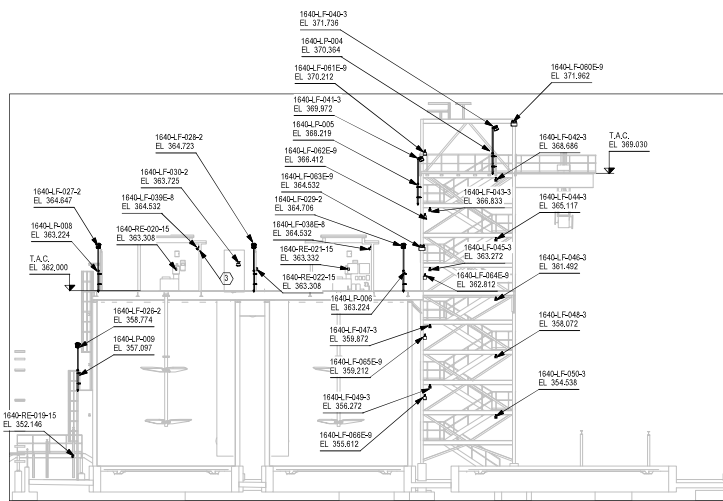 1640-LF-040-3
EL 371.736
1640-LP-004
EL 370.364
1640-LF-061E-9
EL 370.212
1640-LF-060E-9
EL 371.962
1640-LF-041-3
EL 369.972
1640-LP-005
EL 368.219
1640-LF-028-2
EL 364.723
1640-LF-042-3
EL 368.686
T.A.C.
EL 369.030
1640-LF-062E-9
EL 366.412
1640-LF-030-2
EL 363.725
1640-LF-063E-9
EL 364.532
1640-LF-027-2
EL 364.647
1640-LF-039E-8
EL 364.532
1640-LF-029-2
EL 364.706
1640-LF-043-3
EL 366.833
1640-LF-044-3
EL 365.117
1640-LP-008
EL 363.224
1640-RE-020-15
EL 363.308
1640-LF-038E-8
EL 364.532
1640-RE-021-15
EL 363.332
1640-LF-045-3
EL 363.272
1640-LF-046-3
EL 361.492
T.A.C.
EL 362.000
3
1640-RE-022-15
EL 363.308
1640-LF-064E-9
EL 362.812
1640-LP-006
EL 363.224
1640-LF-026-2
EL 358.774
1640-LF-047-3
EL 359.872
1640-LF-048-3
EL 358.072
1640-LP-009
EL 357.097
1640-LF-065E-9
EL 359.212
1640-LF-050-3
EL 354.538
1640-LF-049-3
EL 356.272
1640-RE-019-15
EL 352.146
1640-LF-066E-9
EL 355.612